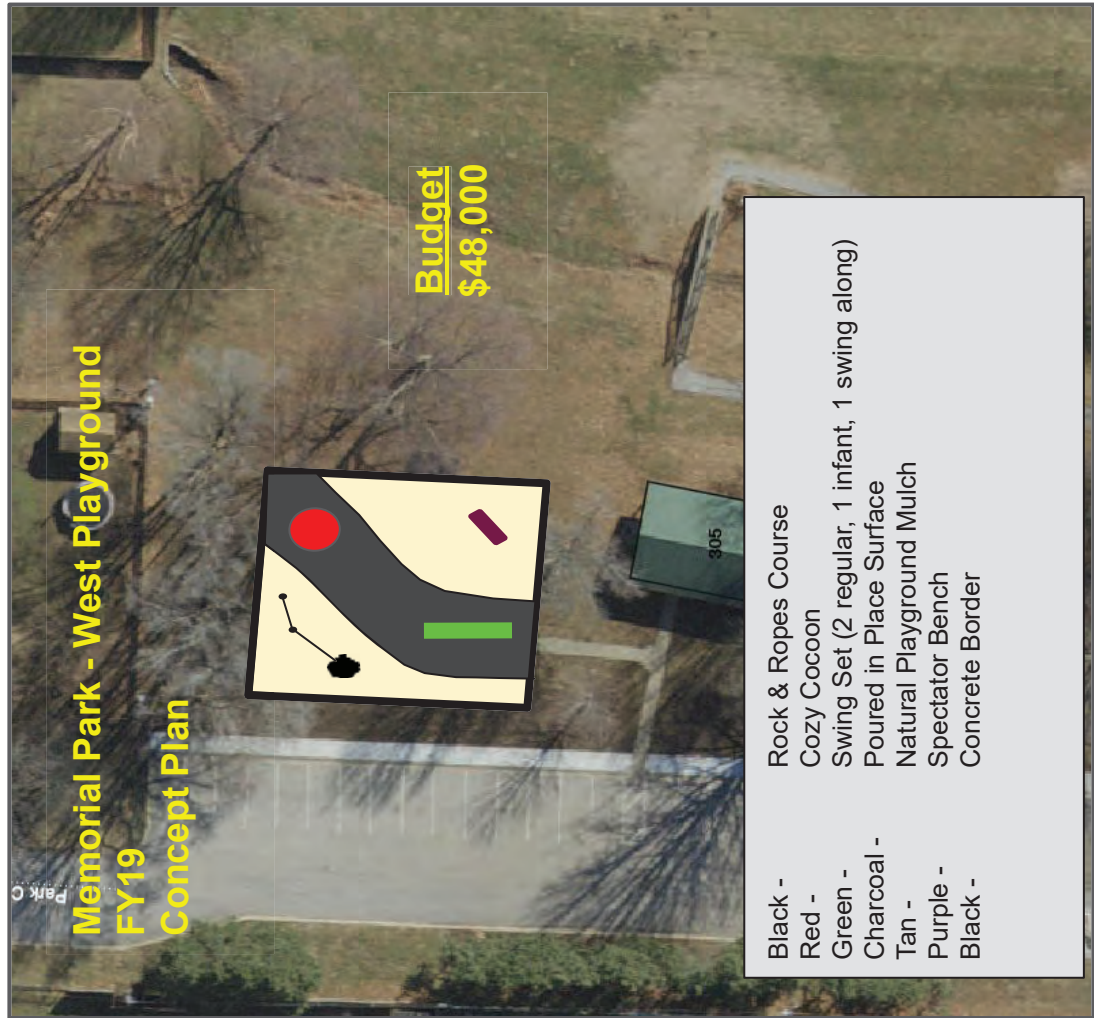 Memorial Park - West Playground
FY19
Concept Plan
Budget
$48,000
Park C
305
Black - Rock & Ropes Course
Red - Cozy Cocoon
Green - Swing Set (2 regular, 1 infant, 1 swing along)
Charcoal - Poured in Place Surface
Tan - Natural Playground Mulch
Purple - Spectator Bench
Black - Concrete Border